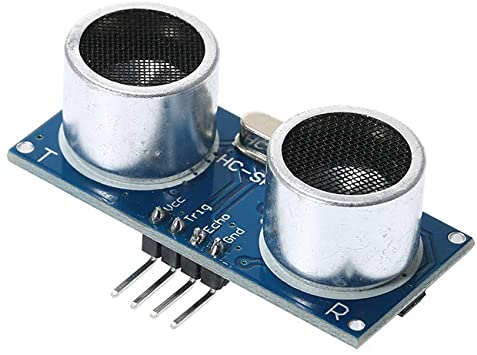 T
HC-S
Vcc
Trig
Echo
Gnd
R